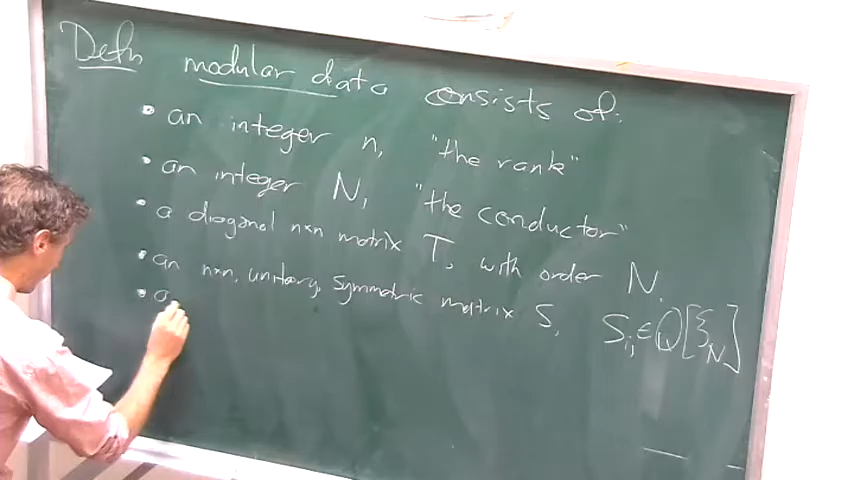 Defn modular data consists of:
• an integer n, "the rank"
• an integer N, "the conductor"
• a diagonal n×n matrix T, with order N.
• an n×n, unitary, symmetric matrix S, Sij ∈ Q[ξN]
• a